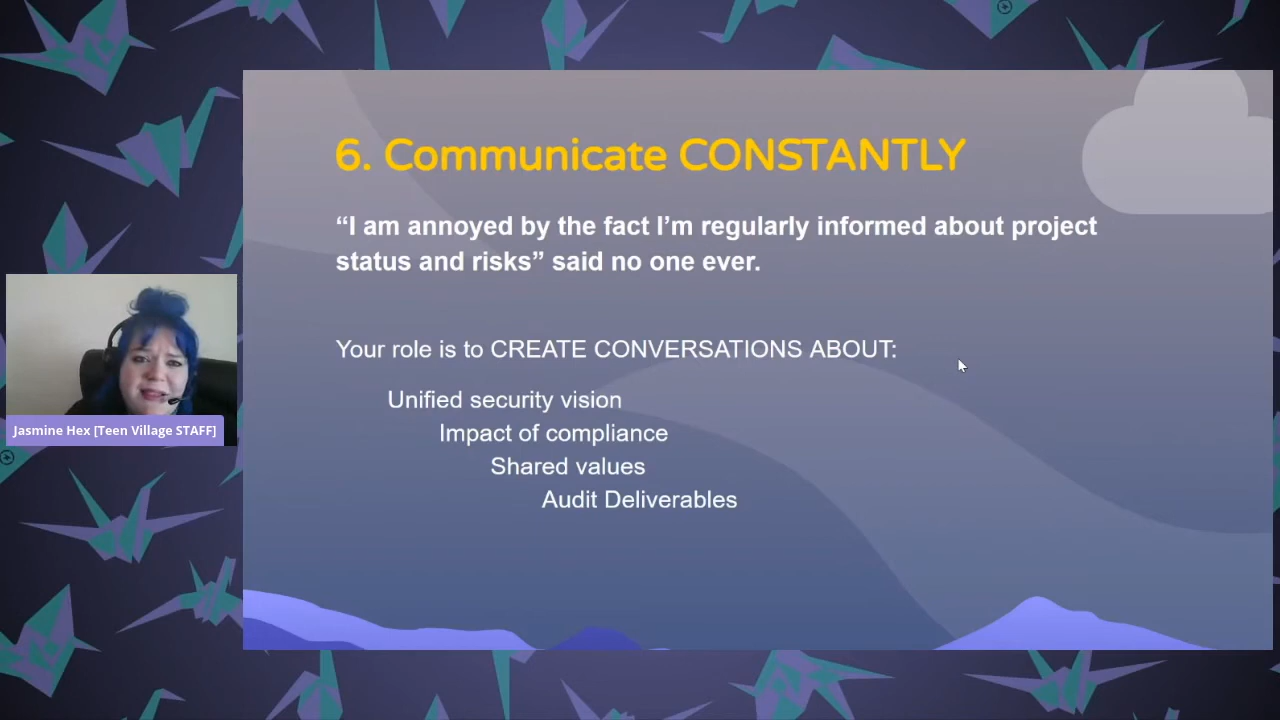 6. Communicate CONSTANTLY
“I am annoyed by the fact I’m regularly informed about project
status and risks” said no one ever.
Your role is to CREATE CONVERSATIONS ABOUT:
Unified security vision
Impact of compliance
Shared values
Audit Deliverables
Jasmine Hex [Teen Village STAFF]